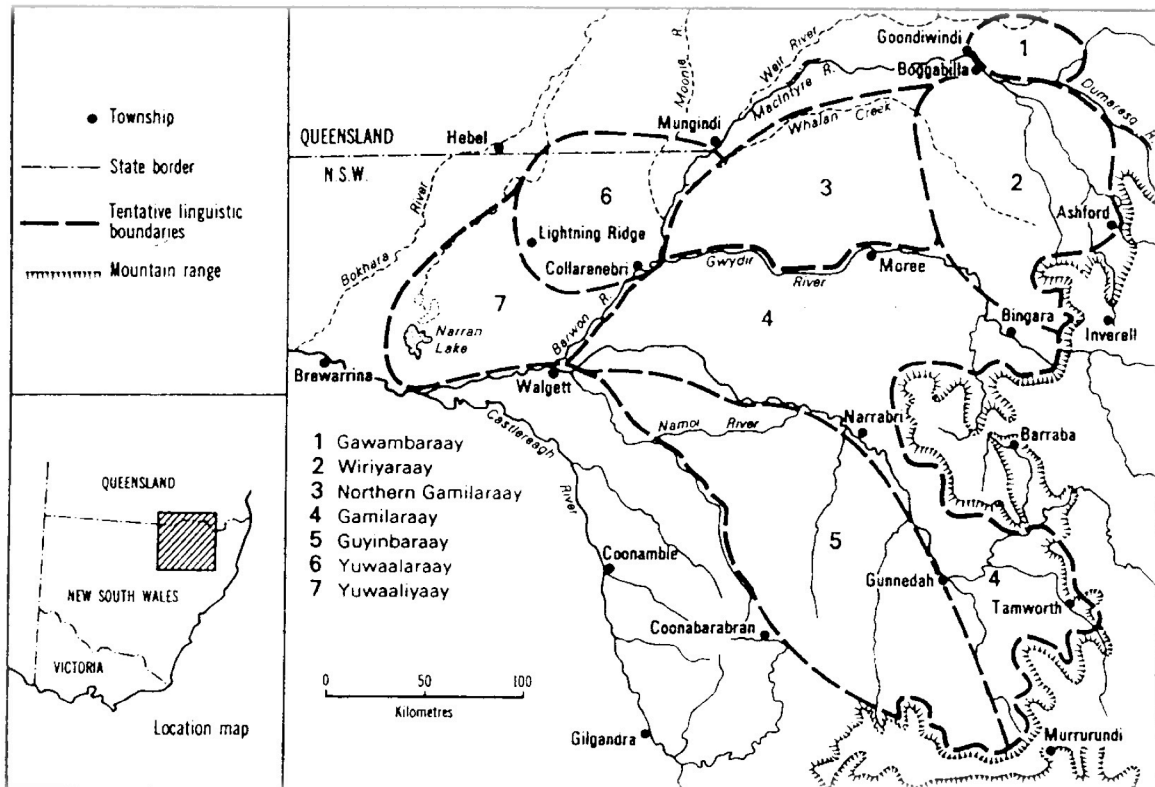 Township
State border
Tentative linguistic
boundaries
Mountain range
QUEENSLAND
NEW SOUTH WALES
VICTORIA
Location map
Goondiwindi
1
Boggabilla
Weir River
Moonie R.
MacIntyre R.
Dumaresq R.
Mungindi
Whalan Creek
Hebel
QUEENSLAND
N.S.W.
6
3
2
Ashford
Lightning Ridge
Bokhara River
Collarenebri
Gwydir River
Moree
7
Barwon R.
4
Bingara
Inverell
Narran
Lake
Brewarrina
Walgett
Castlereagh River
Namoi River
Narrabri
Barraba
1 Gawambaraay
2 Wiriyaraay
3 Northern Gamilaraay
4 Gamilaraay
5 Guyinbaraay
6 Yuwaalaraay
7 Yuwaaliyaay
5
Coonamble
Gunnedah
4
Tamworth
Coonabarabran
0 50 100
Kilometres
Gilgandra
Murrurundi